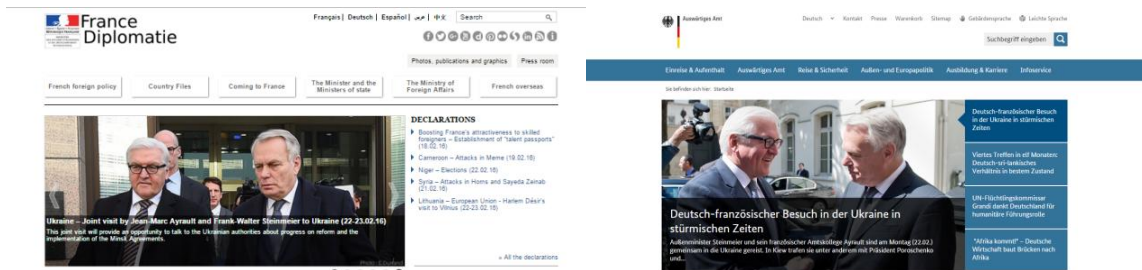 France
Diplomatie
Français | Deutsch | Español | عربي | 中文
Search
Photos, publications and graphics Press room
French foreign policy
Country Files
Coming to France
The Minister and the
Ministers of state
The Ministry of
Foreign Affairs
French overseas
Ukraine – Joint visit by Jean-Marc Ayrault and Frank-Walter Steinmeier to Ukraine (22-23.02.16)
This joint visit will provide an opportunity to talk to the Ukrainian authorities about progress on reform and the
implementation of the Minsk Agreements.
DECLARATIONS
Boosting France's attractiveness to skilled
foreigners – Establishment of "talent passports"
(18.02.16)
Cameroon – Attacks in Meme (19.02.16)
Niger – Elections (22.02.16)
Syria – Attacks in Homs and Sayeda Zeinab
(21.02.16)
Lithuania – European Union - Harlem Désir's
visit to Vilnius (22-23.02.16)
» All the declarations
Auswärtiges Amt
Deutsch Kontakt Presse Warenkorb Sitemap Gebärdensprache Leichte Sprache
Suchbegriff eingeben
Einreise & Aufenthalt Auswärtiges Amt Reise & Sicherheit Außen- und Europapolitik Ausbildung & Karriere Infoservice
Sie befinden sich hier: Startseite
Deutsch-französischer Besuch in der Ukraine in
stürmischen Zeiten
Außenminister Steinmeier und sein französischer Amtskollege Ayrault sind am Montag (22.02.)
gemeinsam in die Ukraine gereist. In Kiew trafen sie unter anderem mit Präsident Poroschenko
und...
Deutsch-französischer Besuch
in der Ukraine in stürmischen
Zeiten
Viertes Treffen in elf Monaten:
Deutsch-sri-lankisches
Verhältnis in bestem Zustand
UN-Flüchtlingskommissar
Grandi dankt Deutschland für
humanitäre Führungsrolle
"Afrika kommt!" – Deutsche
Wirtschaft baut Brücken nach
Afrika